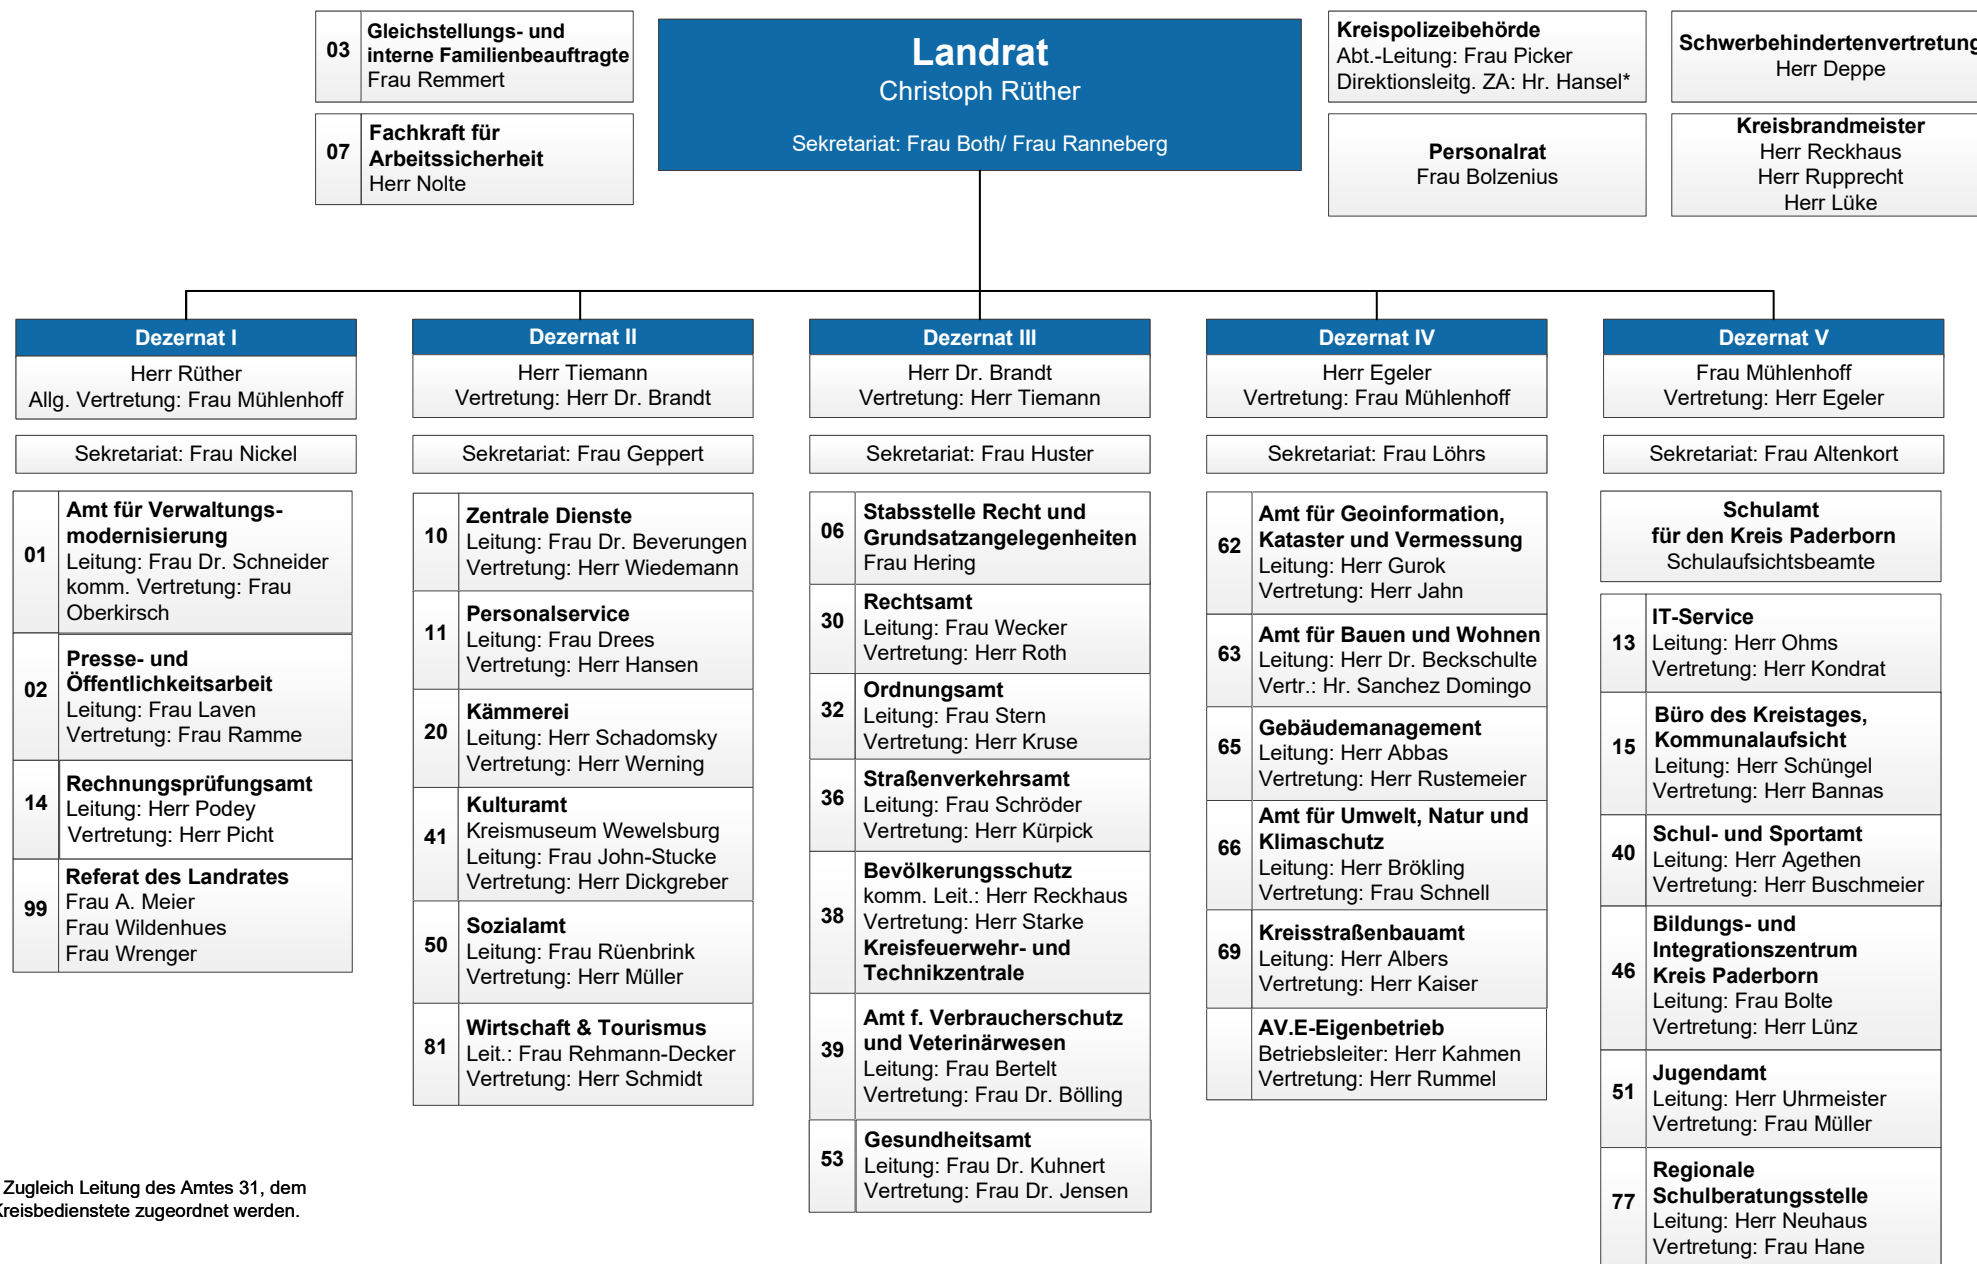 03
Gleichstellungs- und
interne Familienbeauftragte
Frau Remmert
07
Fachkraft für
Arbeitssicherheit
Herr Nolte
Landrat
Christoph Rüther
Sekretariat: Frau Both/ Frau Ranneberg
Kreispolizeibehörde
Abt.-Leitung: Frau Picker
Direktionsleitg. ZA: Hr. Hansel*
Schwerbehindertenvertretung
Herr Deppe
Personalrat
Frau Bolzenius
Kreisbrandmeister
Herr Reckhaus
Herr Rupprecht
Herr Lüke
Dezernat I
Herr Rüther
Allg. Vertretung: Frau Mühlenhoff
Sekretariat: Frau Nickel
01
Amt für Verwaltungs-
modernisierung
Leitung: Frau Dr. Schneider
komm. Vertretung: Frau
Oberkirsch
02
Presse- und
Öffentlichkeitsarbeit
Leitung: Frau Laven
Vertretung: Frau Ramme
14
Rechnungsprüfungsamt
Leitung: Herr Podey
Vertretung: Herr Picht
99
Referat des Landrates
Frau A. Meier
Frau Wildenhues
Frau Wrenger
Dezernat II
Herr Tiemann
Vertretung: Herr Dr. Brandt
Sekretariat: Frau Geppert
10
Zentrale Dienste
Leitung: Frau Dr. Beverungen
Vertretung: Herr Wiedemann
11
Personalservice
Leitung: Frau Drees
Vertretung: Herr Hansen
20
Kämmerei
Leitung: Herr Schadomsky
Vertretung: Herr Werning
41
Kulturamt
Kreismuseum Wewelsburg
Leitung: Frau John-Stucke
Vertretung: Herr Dickgreber
50
Sozialamt
Leitung: Frau Rüenbrink
Vertretung: Herr Müller
81
Wirtschaft & Tourismus
Leit.: Frau Rehmann-Decker
Vertretung: Herr Schmidt
Dezernat III
Herr Dr. Brandt
Vertretung: Herr Tiemann
Sekretariat: Frau Huster
06
Stabsstelle Recht und
Grundsatzangelegenheiten
Frau Hering
30
Rechtsamt
Leitung: Frau Wecker
Vertretung: Herr Roth
32
Ordnungsamt
Leitung: Frau Stern
Vertretung: Herr Kruse
36
Straßenverkehrsamt
Leitung: Frau Schröder
Vertretung: Herr Kürpick
38
Bevölkerungsschutz
komm. Leit.: Herr Reckhaus
Vertretung: Herr Starke
Kreisfeuerwehr- und
Technikzentrale
39
Amt f. Verbraucherschutz
und Veterinärwesen
Leitung: Frau Bertelt
Vertretung: Frau Dr. Bölling
53
Gesundheitsamt
Leitung: Frau Dr. Kuhnert
Vertretung: Frau Dr. Jensen
Dezernat IV
Herr Egeler
Vertretung: Frau Mühlenhoff
Sekretariat: Frau Löhrs
62
Amt für Geoinformation,
Kataster und Vermessung
Leitung: Herr Gurok
Vertretung: Herr Jahn
63
Amt für Bauen und Wohnen
Leitung: Herr Dr. Beckschulte
Vertr.: Hr. Sanchez Domingo
65
Gebäudemanagement
Leitung: Herr Abbas
Vertretung: Herr Rustemeier
66
Amt für Umwelt, Natur und
Klimaschutz
Leitung: Herr Brökling
Vertretung: Frau Schnell
69
Kreisstraßenbauamt
Leitung: Herr Albers
Vertretung: Herr Kaiser
AV.E-Eigenbetrieb
Betriebsleiter: Herr Kahmen
Vertretung: Herr Rummel
Dezernat V
Frau Mühlenhoff
Vertretung: Herr Egeler
Sekretariat: Frau Altenkort
Schulamt
für den Kreis Paderborn
Schulaufsichtsbeamte
13
IT-Service
Leitung: Herr Ohms
Vertretung: Herr Kondrat
15
Büro des Kreistages,
Kommunalaufsicht
Leitung: Herr Schüngel
Vertretung: Herr Bannas
40
Schul- und Sportamt
Leitung: Herr Agethen
Vertretung: Herr Buschmeier
46
Bildungs- und
Integrationszentrum
Kreis Paderborn
Leitung: Frau Bolte
Vertretung: Herr Lünz
51
Jugendamt
Leitung: Herr Uhrmeister
Vertretung: Frau Müller
77
Regionale
Schulberatungsstelle
Leitung: Herr Neuhaus
Vertretung: Frau Hane
Zugleich Leitung des Amtes 31, dem
Kreisbedienstete zugeordnet werden.